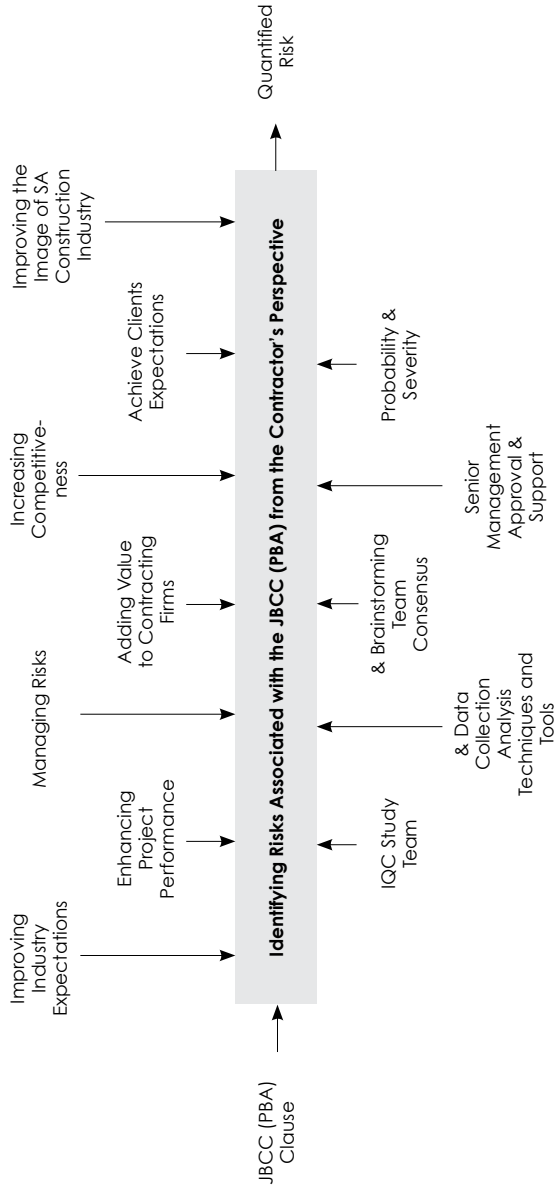 JBCC (PBA)
Clause
Improving
Industry
Expectations
Enhancing
Project
Performance
Managing Risks
Adding Value
to Contracting
Firms
Increasing
Competitive-
ness
Achieve Clients
Expectations
Improving the
Image of SA
Construction
Industry
Identifying Risks Associated with the JBCC (PBA) from the Contractor's Perspective
IQC Study
Team
& Data
Collection
Analysis
Techniques and
Tools
& Brainstorming
Team
Consensus
Senior
Management
Approval &
Support
Probability &
Severity
Quantified
Risk